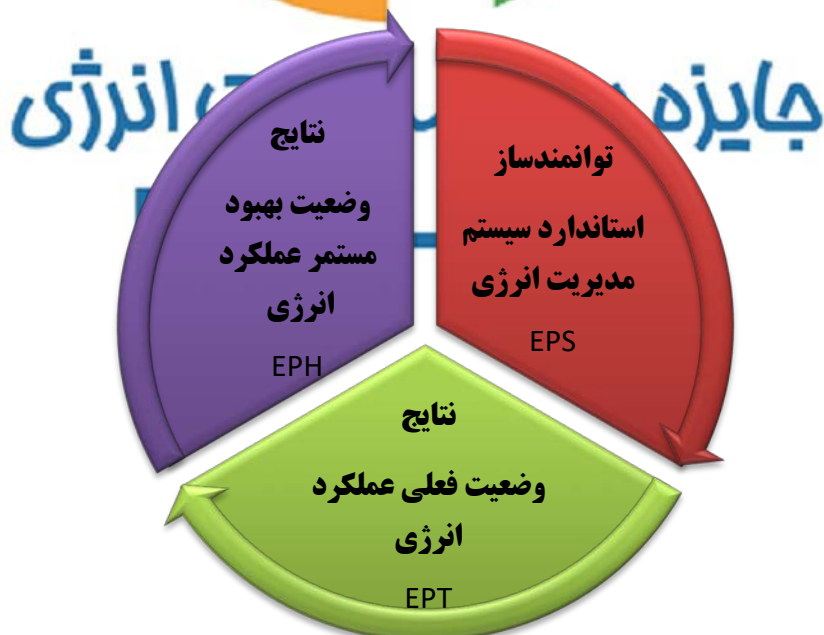 جایزه
انرژی
توانمندساز
استاندارد سیستم
مدیریت انرژی
EPS
نتایج
وضعیت فعلی عملکرد
انرژی
EPT
نتایج
وضعیت بهبود
مستمر عملکرد
انرژی
EPH